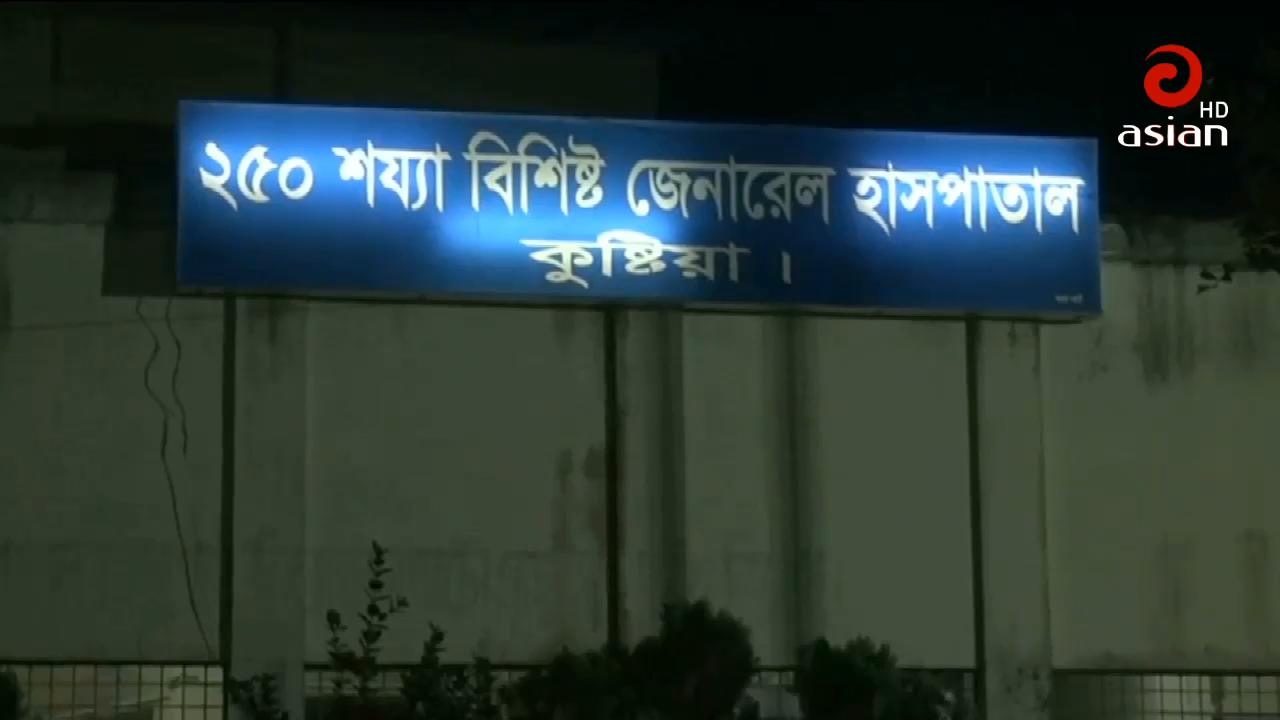 ২৫০ শয্যা বিশিষ্ট জেনারেল হাসপাতাল
কুষ্টিয়া ।
HD
asian